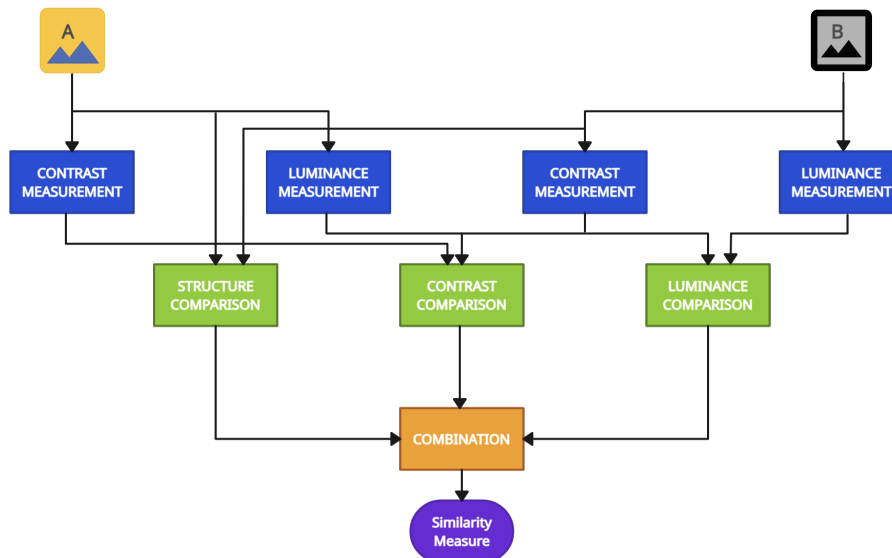 A
B
CONTRAST
MEASUREMENT
LUMINANCE
MEASUREMENT
CONTRAST
MEASUREMENT
LUMINANCE
MEASUREMENT
STRUCTURE
COMPARISON
CONTRAST
COMPARISON
LUMINANCE
COMPARISON
COMBINATION
Similarity
Measure